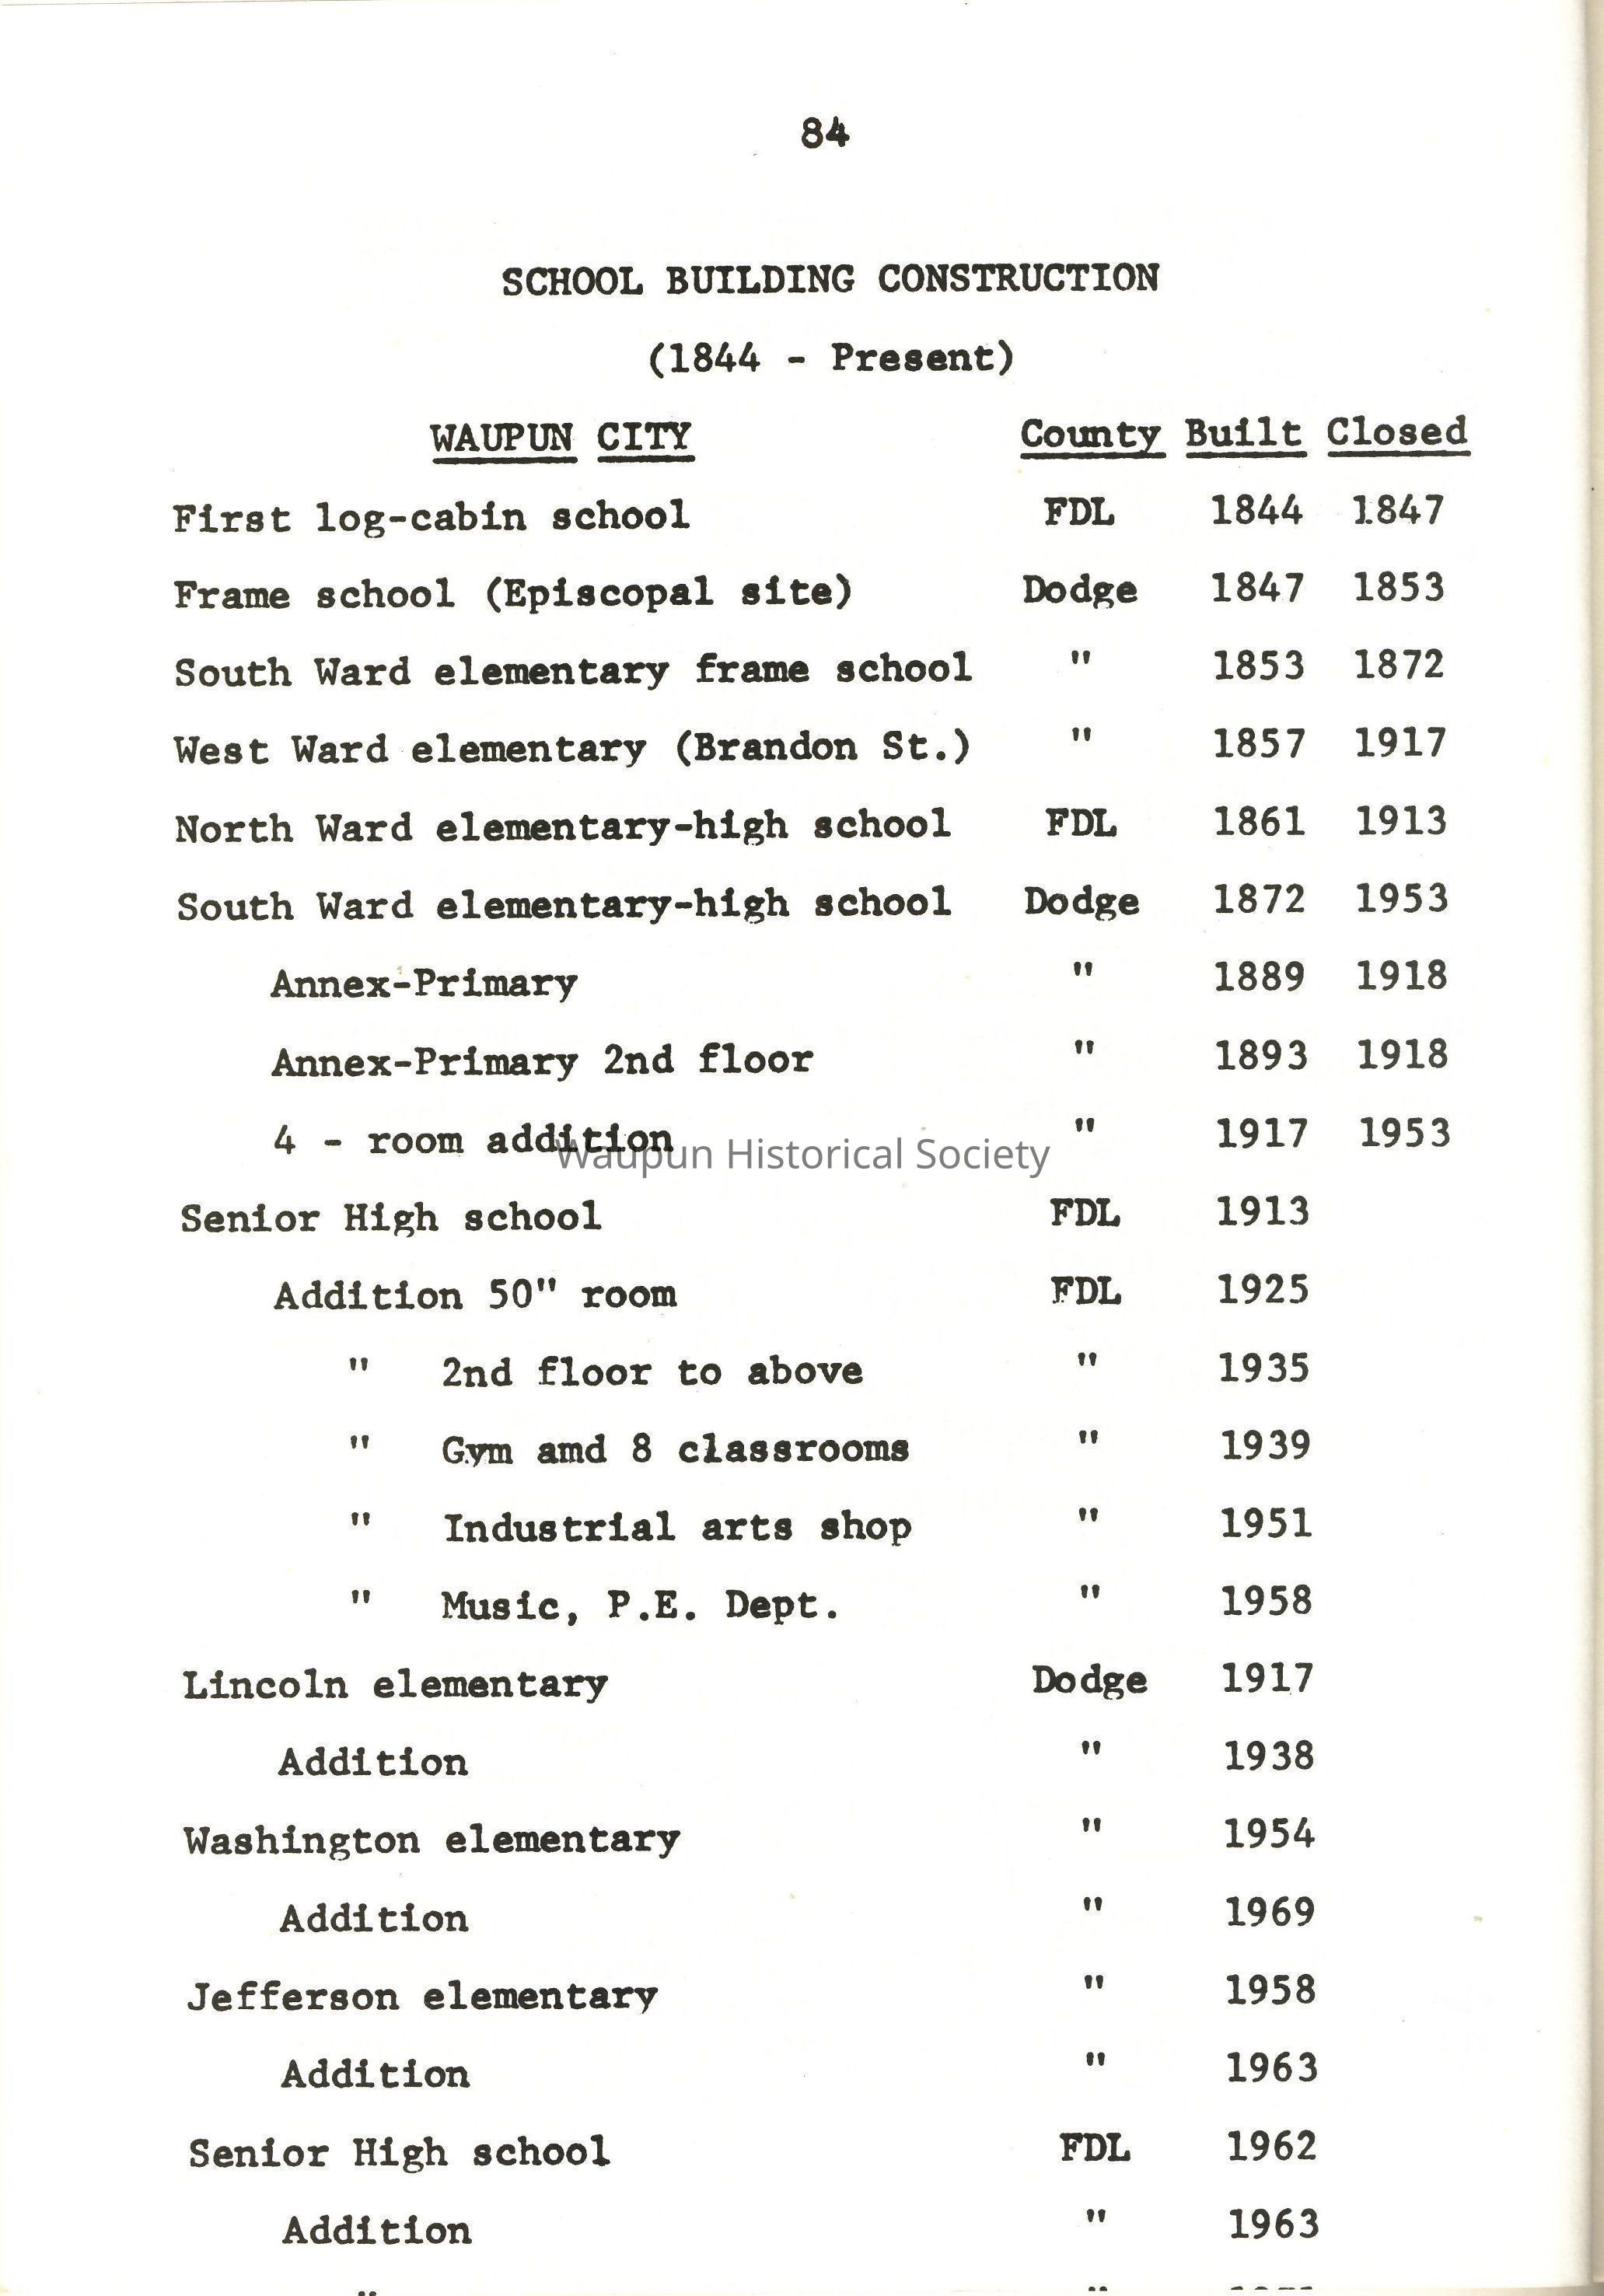 84
SCHOOL BUILDING CONSTRUCTION
(1844 - Present)
WAUPUN CITY County Built Closed
First log-cabin school FDL 1844 1847
Frame school (Episcopal site) Dodge 1847 1853
South Ward elementary frame school " 1853 1872
West Ward elementary (Brandon St.) " 1857 1917
North Ward elementary-high school FDL 1861 1913
South Ward elementary-high school Dodge 1872 1953
Annex-Primary " 1889 1918
Annex-Primary 2nd floor " 1893 1918
4 - room addition " 1917 1953
Waupun Historical Society
Senior High school FDL 1913
Addition 50" room FDL 1925
" 2nd floor to above " 1935
" Gym amd 8 classrooms " 1939
" Industrial arts shop " 1951
" Music, P.E. Dept. " 1958
Lincoln elementary Dodge 1917
Addition " 1938
Washington elementary " 1954
Addition " 1969
Jefferson elementary " 1958
Addition " 1963
Senior High school FDL 1962
Addition " 1963
" "